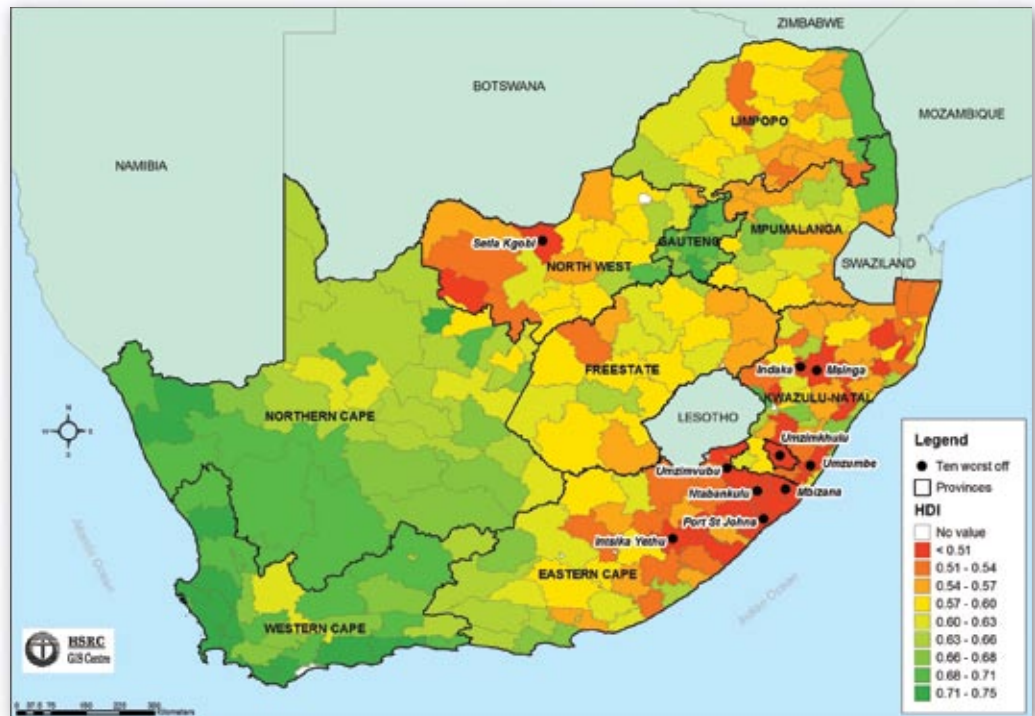 ZIMBABWE
BOTSWANA
MOZAMBIQUE
NAMIBIA
LIMPOPO
MPUMALANGA
GAUTENG
Setla Kgobi
NORTH WEST
SWAZILAND
FREESTATE
Indaka
Msinga
KWAZULU-NATAL
NORTHERN CAPE
LESOTHO
Umzimkhulu
Umzimvubu
Umzumbe
Ntabankulu
Mbizana
Port St Johns
Intsika Yethu
EASTERN CAPE
WESTERN CAPE
Atlantic Ocean
Indian Ocean
N
W
E
S
HSRC
GIS Centre
Kilometers
Legend
Ten worst off
Provinces
HDI
No value
< 0.51
0.51 - 0.54
0.54 - 0.57
0.57 - 0.60
0.60 - 0.63
0.63 - 0.66
0.66 - 0.68
0.68 - 0.71
0.71 - 0.75